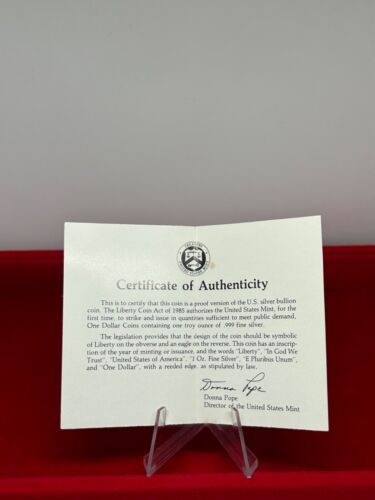 Certificate of Authenticity
This is to certify that this coin is a proof version of the U.S. silver bullion
coin. The Liberty Coin Act of 1985 authorizes the United States Mint, for the
first time, to strike and issue in quantities sufficient to meet public demand,
One Dollar Coins containing one troy ounce of .999 fine silver.
The legislation provides that the design of the coin should be symbolic
of Liberty on the obverse and an eagle on the reverse. This coin has an inscrip-
tion of the year of minting or issuance, and the words "Liberty", "In God We
Trust", "United States of America", "1 Oz. Fine Silver", "E Pluribus Unum",
and "One Dollar", with a reeded edge, as stipulated by law.
Donna Pope
Donna Pope
Director of the United States Mint